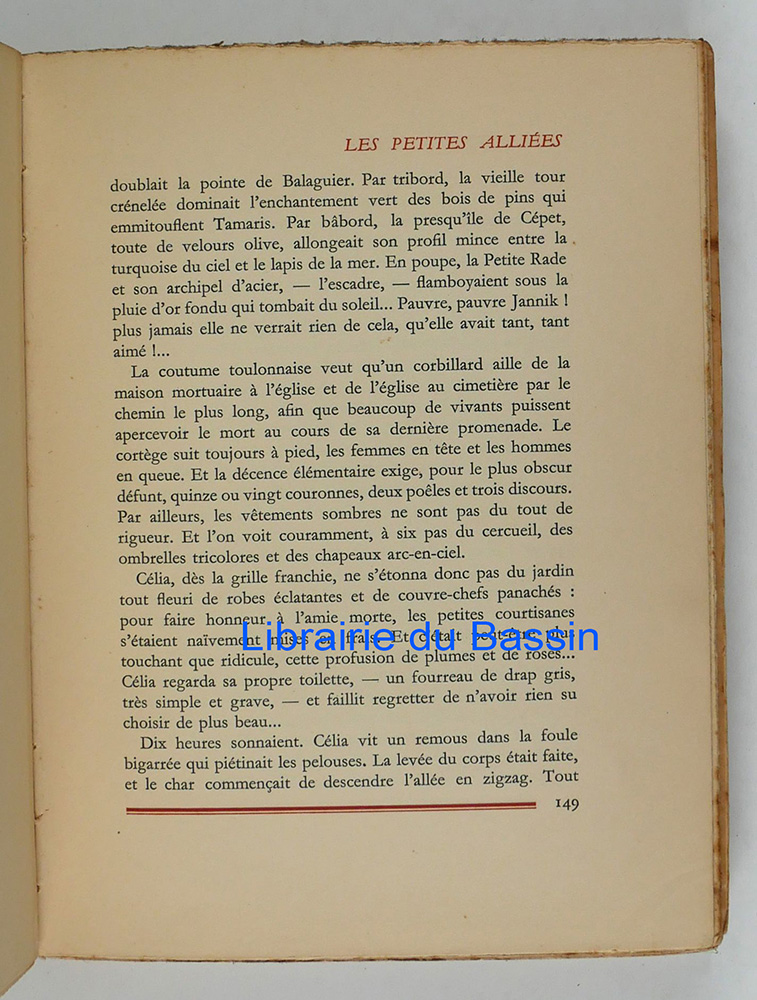 LES PETITES ALLIÉES
doublait la pointe de Balaguier. Par tribord, la vieille tour
crénelée dominait l'enchantement vert des bois de pins qui
emmitouflent Tamaris. Par bâbord, la presqu'île de Cépet,
toute de velours olive, allongeait son profil mince entre la
turquoise du ciel et le lapis de la mer. En poupe, la Petite Rade
et son archipel d'acier, — l'escadre, — flamboyaient sous la
pluie d'or fondu qui tombait du soleil... Pauvre, pauvre Jannik !
plus jamais elle ne verrait rien de cela, qu'elle avait tant, tant
aimé !...
La coutume toulonnaise veut qu'un corbillard aille de la
maison mortuaire à l'église et de l'église au cimetière par le
chemin le plus long, afin que beaucoup de vivants puissent
apercevoir le mort au cours de sa dernière promenade. Le
cortège suit toujours à pied, les femmes en tête et les hommes
en queue. Et la décence élémentaire exige, pour le plus obscur
défunt, quinze ou vingt couronnes, deux poêles et trois discours.
Par ailleurs, les vêtements sombres ne sont pas du tout de
rigueur. Et l'on voit couramment, à six pas du cercueil, des
ombrelles tricolores et des chapeaux arc-en-ciel.
Célia, dès la grille franchie, ne s'étonna donc pas du jardin
tout fleuri de robes éclatantes et de couvre-chefs panachés :
pour faire honneur à l'amie morte, les petites courtisanes
s'étaient naïvement mises en frais. Et c'était peut-être plus
Librairie du Bassin
touchant que ridicule, cette profusion de plumes et de roses...
Célia regarda sa propre toilette, — un fourreau de drap gris,
très simple et grave, — et faillit regretter de n'avoir rien su
choisir de plus beau...
Dix heures sonnaient. Célia vit un remous dans la foule
bigarrée qui piétinait les pelouses. La levée du corps était faite,
et le char commençait de descendre l'allée en zigzag. Tout
149